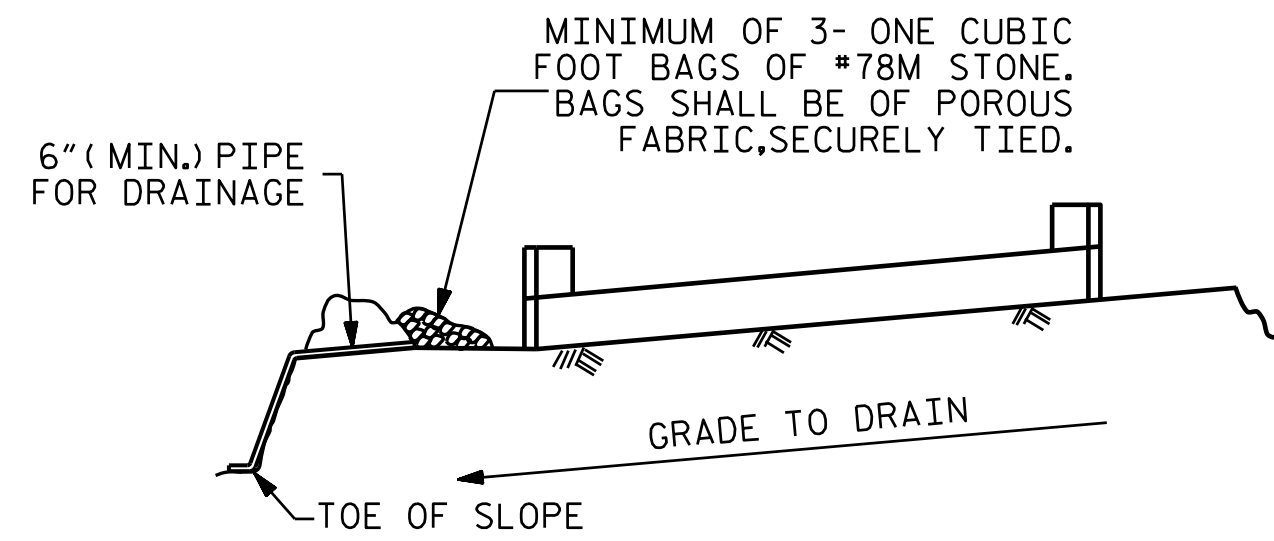 MINIMUM OF 3- ONE CUBIC
FOOT BAGS OF #78M STONE.
BAGS SHALL BE OF POROUS
FABRIC,SECURELY TIED.
6"(MIN.) PIPE
FOR DRAINAGE
GRADE TO DRAIN
TOE OF SLOPE